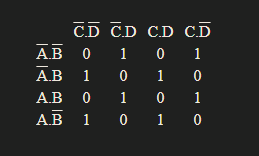 C̅.D̅ C̅.D C.D C.D̅
A̅.B̅ 0 1 0 1
A̅.B 1 0 1 0
A.B 0 1 0 1
A.B̅ 1 0 1 0